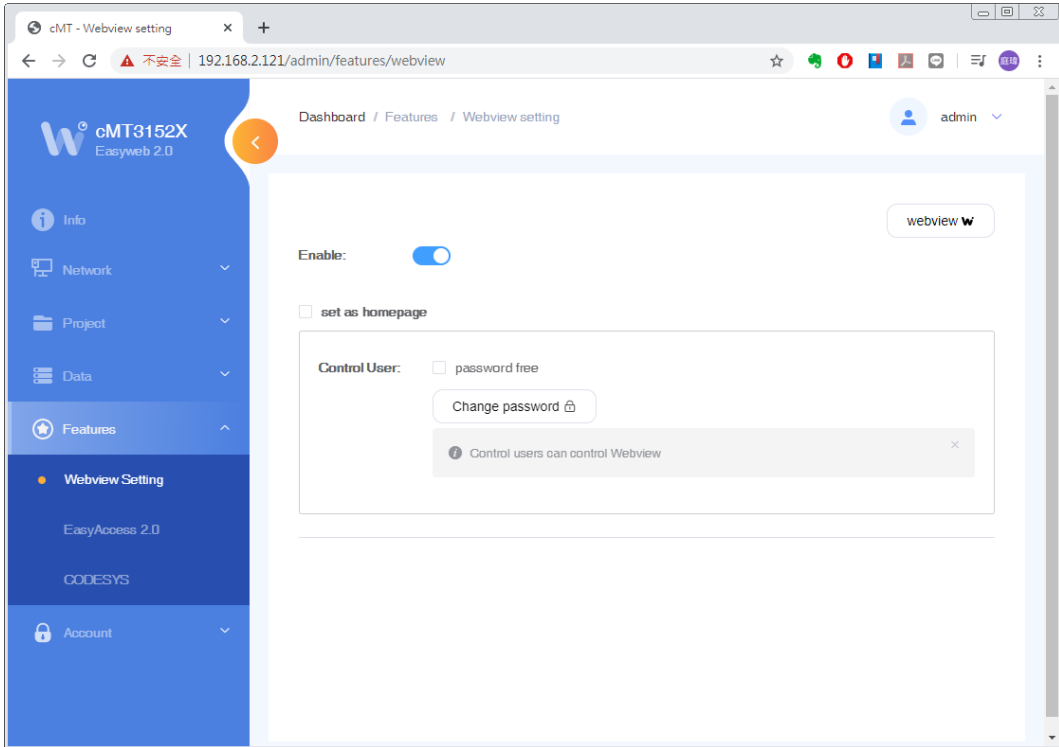 cMT - Webview setting
不安全 | 192.168.2.121/admin/features/webview
庭瑋
cMT3152X
Easyweb 2.0
Dashboard / Features / Webview setting
admin
Info
Network
Project
Data
Features
Webview Setting
EasyAccess 2.0
CODESYS
Account
webview
Enable:
set as homepage
Control User:
password free
Change password
Control users can control Webview